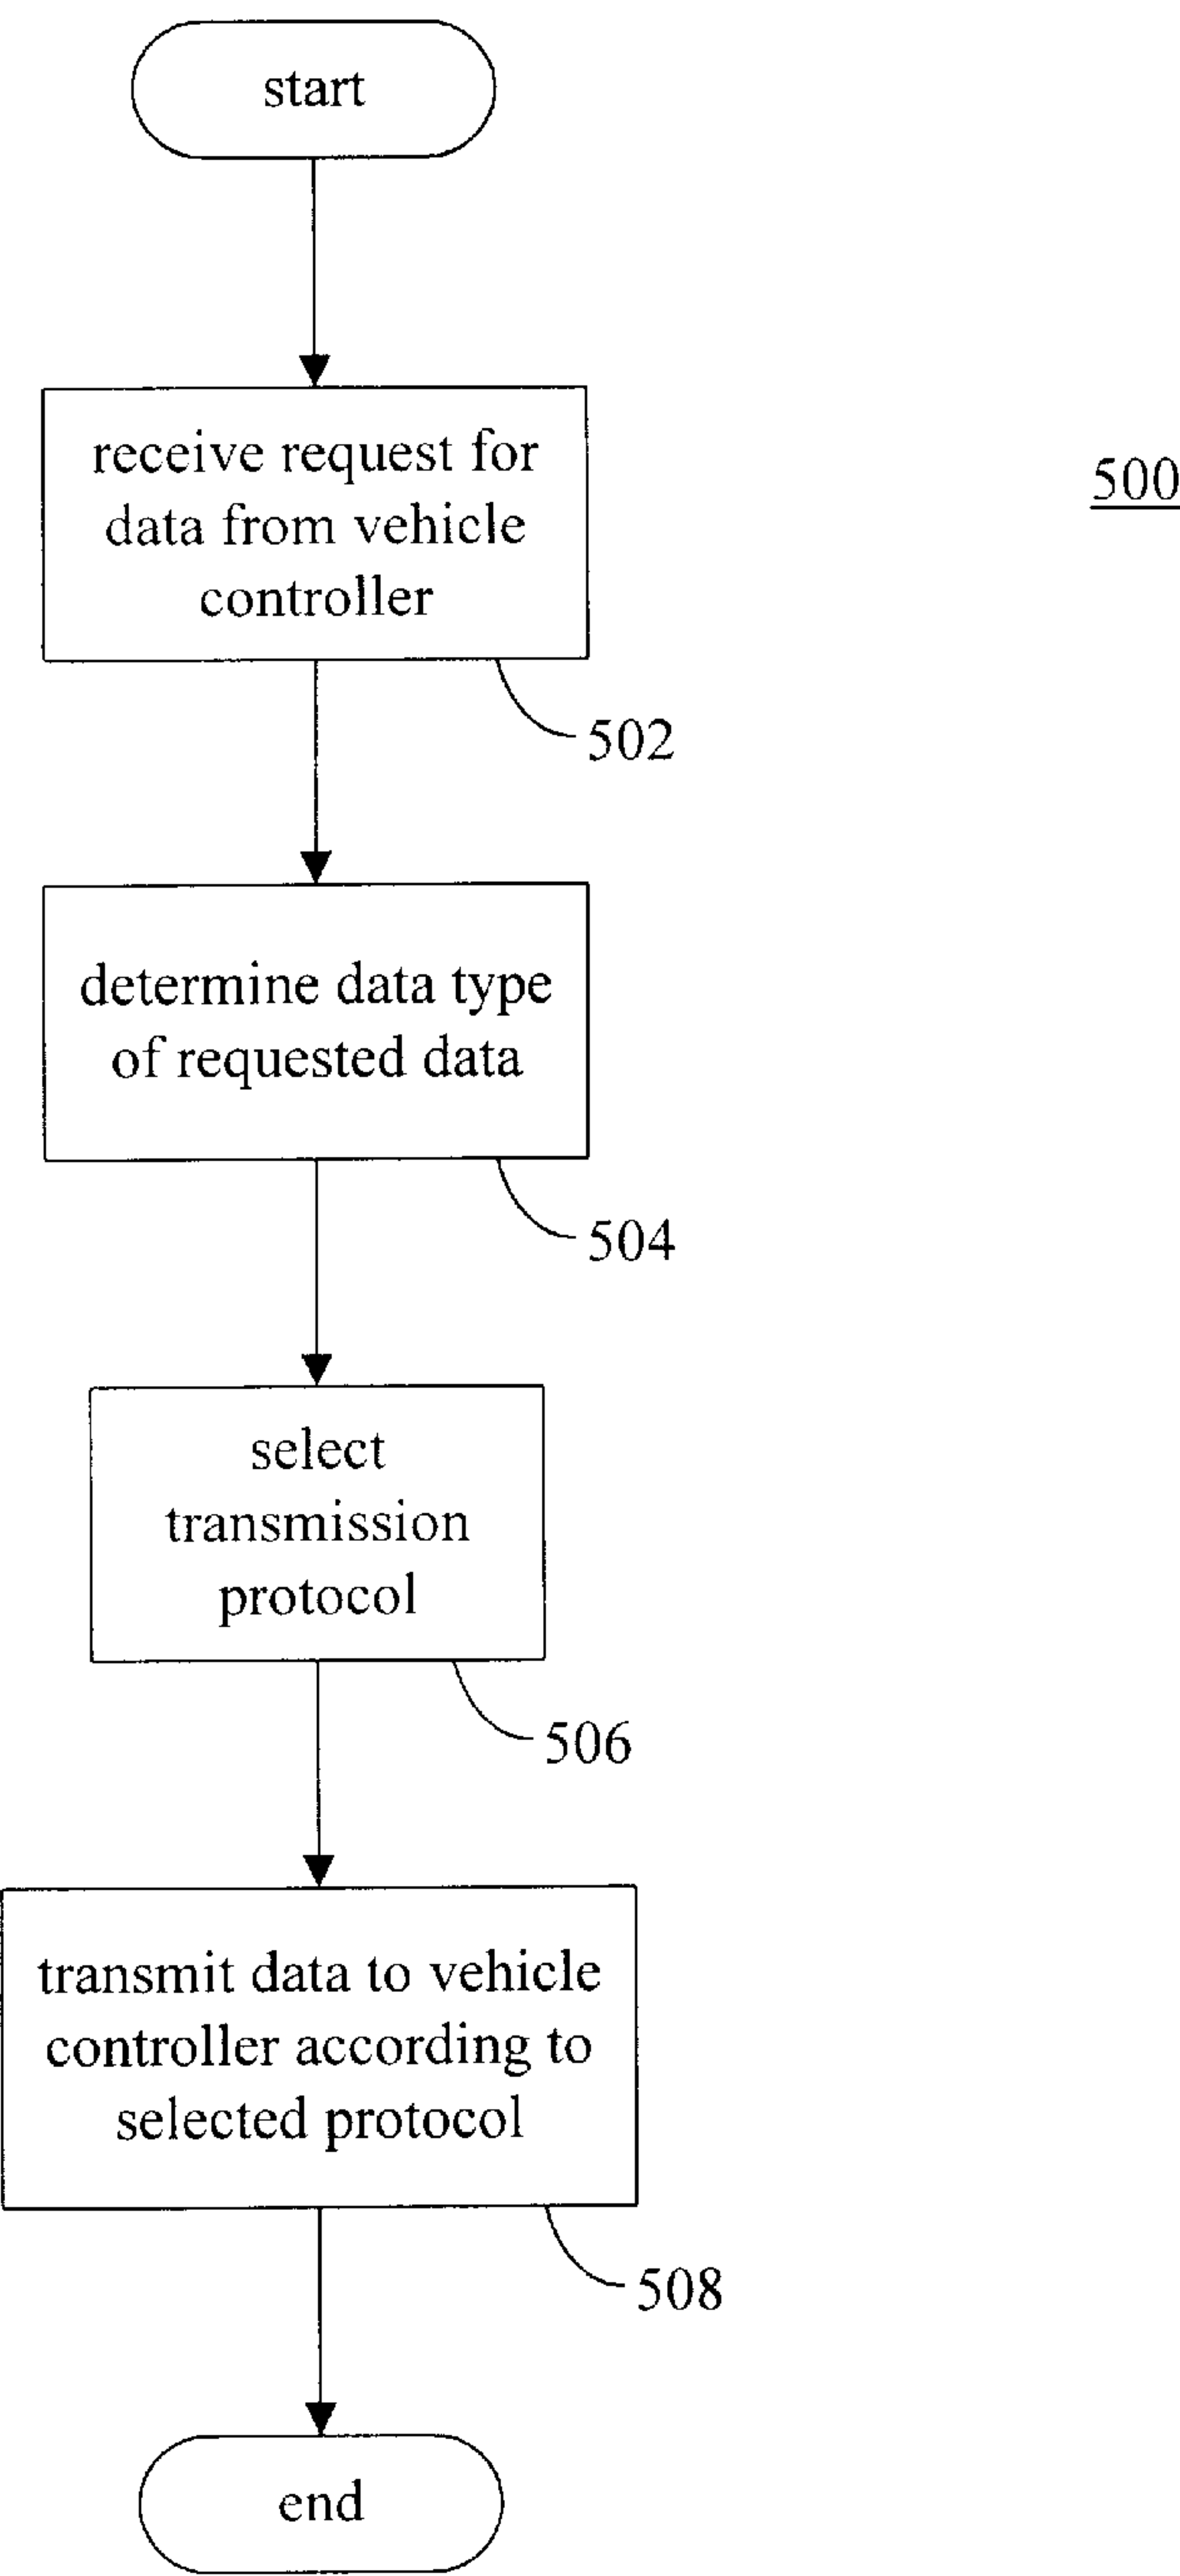 start
receive request for
data from vehicle
controller
500
502
determine data type
of requested data
504
select
transmission
protocol
506
transmit data to vehicle
controller according to
selected protocol
508
end